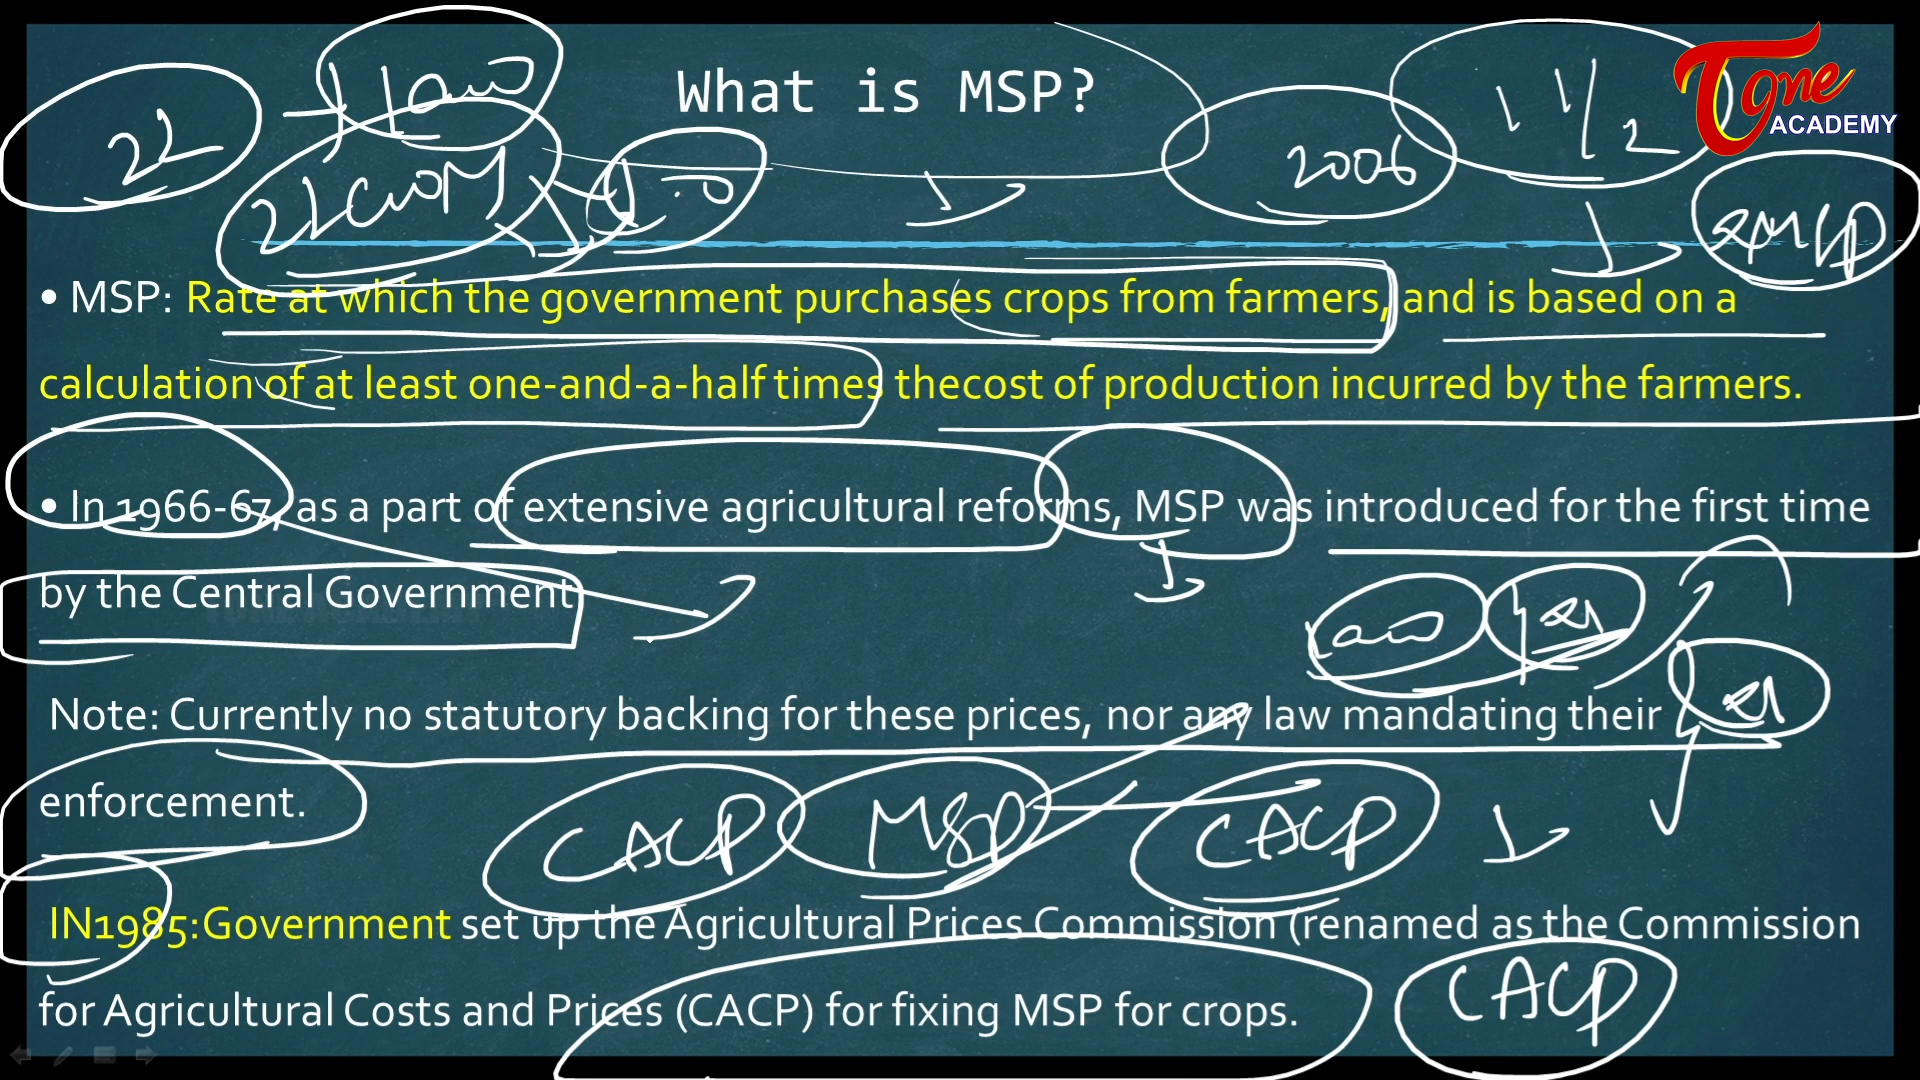 What is MSP?
Tone
ACADEMY
22
law
2006
1 1/2
22 crops
• MSP: Rate at which the government purchases crops from farmers, and is based on a
calculation of at least one-and-a-half times thecost of production incurred by the farmers.
• In 1966-67, as a part of extensive agricultural reforms, MSP was introduced for the first time
by the Central Government
law
Note: Currently no statutory backing for these prices, nor any law mandating their
enforcement.
CACP MSP CACP
IN1985:Government set up the Agricultural Prices Commission (renamed as the Commission
for Agricultural Costs and Prices (CACP) for fixing MSP for crops.
CACP